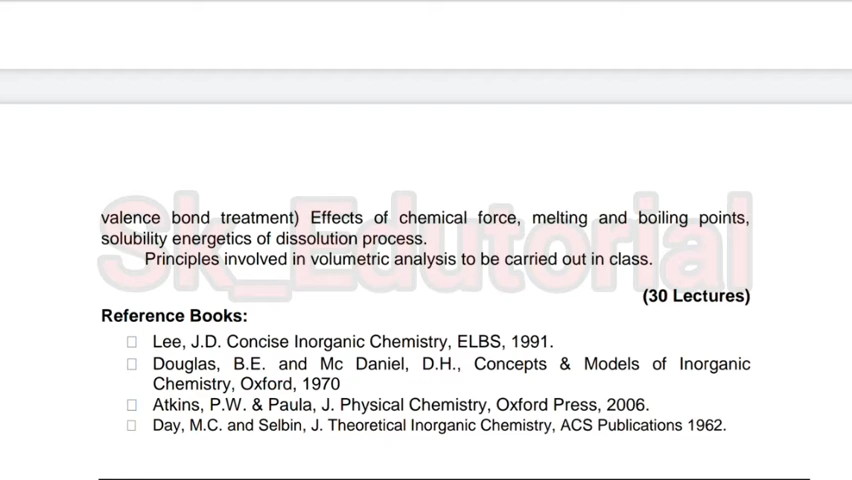 Sk_Edutorial
valence bond treatment) Effects of chemical force, melting and boiling points,
solubility energetics of dissolution process.
Principles involved in volumetric analysis to be carried out in class.
(30 Lectures)
Reference Books:
Lee, J.D. Concise Inorganic Chemistry, ELBS, 1991.
Douglas, B.E. and Mc Daniel, D.H., Concepts & Models of Inorganic
Chemistry, Oxford, 1970
Atkins, P.W. & Paula, J. Physical Chemistry, Oxford Press, 2006.
Day, M.C. and Selbin, J. Theoretical Inorganic Chemistry, ACS Publications 1962.